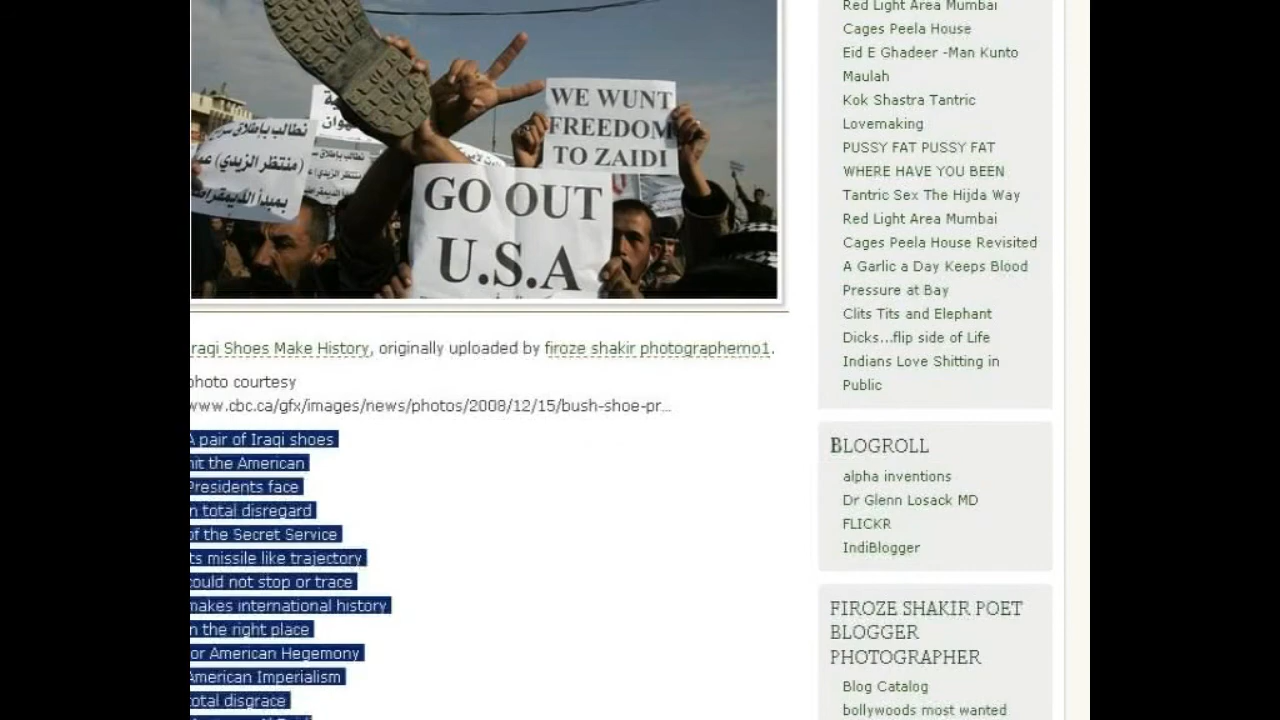 WE WUNT
FREEDOM
TO ZAIDI
نطالب بإطلاق
(منتظر الزيدي)
GO OUT
U.S.A
raqi Shoes Make History, originally uploaded by firoze shakir photographerno1.
photo courtesy
www.cbc.ca/gfx/images/news/photos/2008/12/15/bush-shoe-pr...
A pair of Iraqi shoes
hit the American
Presidents face
n total disregard
of the Secret Service
ts missile like trajectory
could not stop or trace
makes international history
n the right place
or American Hegemony
American Imperialism
total disgrace
Red Light Area Mumbai
Cages Peela House
Eid E Ghadeer -Man Kunto
Maulah
Kok Shastra Tantric
Lovemaking
PUSSY FAT PUSSY FAT
WHERE HAVE YOU BEEN
Tantric Sex The Hijda Way
Red Light Area Mumbai
Cages Peela House Revisited
A Garlic a Day Keeps Blood
Pressure at Bay
Clits Tits and Elephant
Dicks...flip side of Life
Indians Love Shitting in
Public
BLOGROLL
alpha inventions
Dr Glenn Losack MD
FLICKR
IndiBlogger
FIROZE SHAKIR POET
BLOGGER
PHOTOGRAPHER
Blog Catalog
bollywoods most wanted